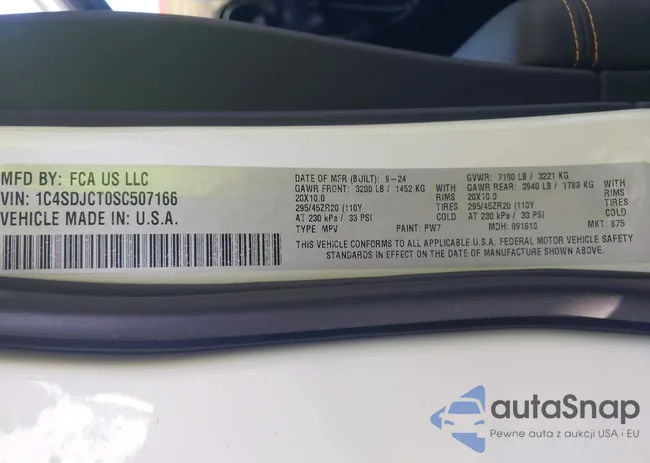 MFD BY: FCA US LLC
VIN: 1C4SDJCT0SC507166
VEHICLE MADE IN: U.S.A.
DATE OF MFR (BUILT): 9-24
GAWR FRONT: 3200 LB / 1452 KG
20X10.0
295/45ZR20 (110Y
AT 230 kPa / 33 PSI
TYPE: MPV PAINT: PW7
WITH
RIMS
TIRES
COLD
GVWR: 7100 LB / 3221 KG
GAWR REAR: 3940 LB / 1783 KG
20X10.0
295/45ZR20 (110Y
AT 230 kPa / 33 PSI
MDH: 091610 MKT: 875
WITH
RIMS
TIRES
COLD
THIS VEHICLE CONFORMS TO ALL APPLICABLE U.S.A. FEDERAL MOTOR VEHICLE SAFETY
STANDARDS IN EFFECT ON THE DATE OF MANUFACTURE SHOWN ABOVE.
autaSnap
Pewne auta z aukcji USA i EU